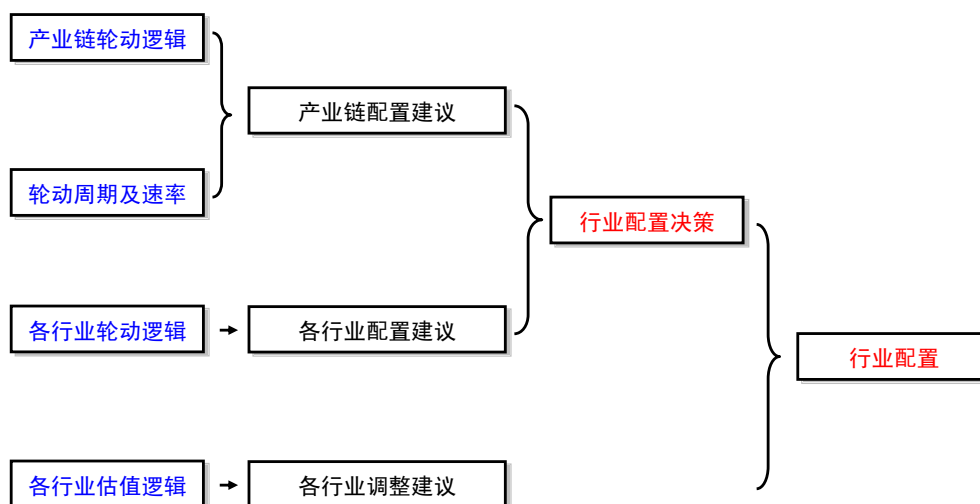 产业链轮动逻辑
产业链配置建议
轮动周期及速率
行业配置决策
各行业轮动逻辑
各行业配置建议
行业配置
各行业估值逻辑
各行业调整建议